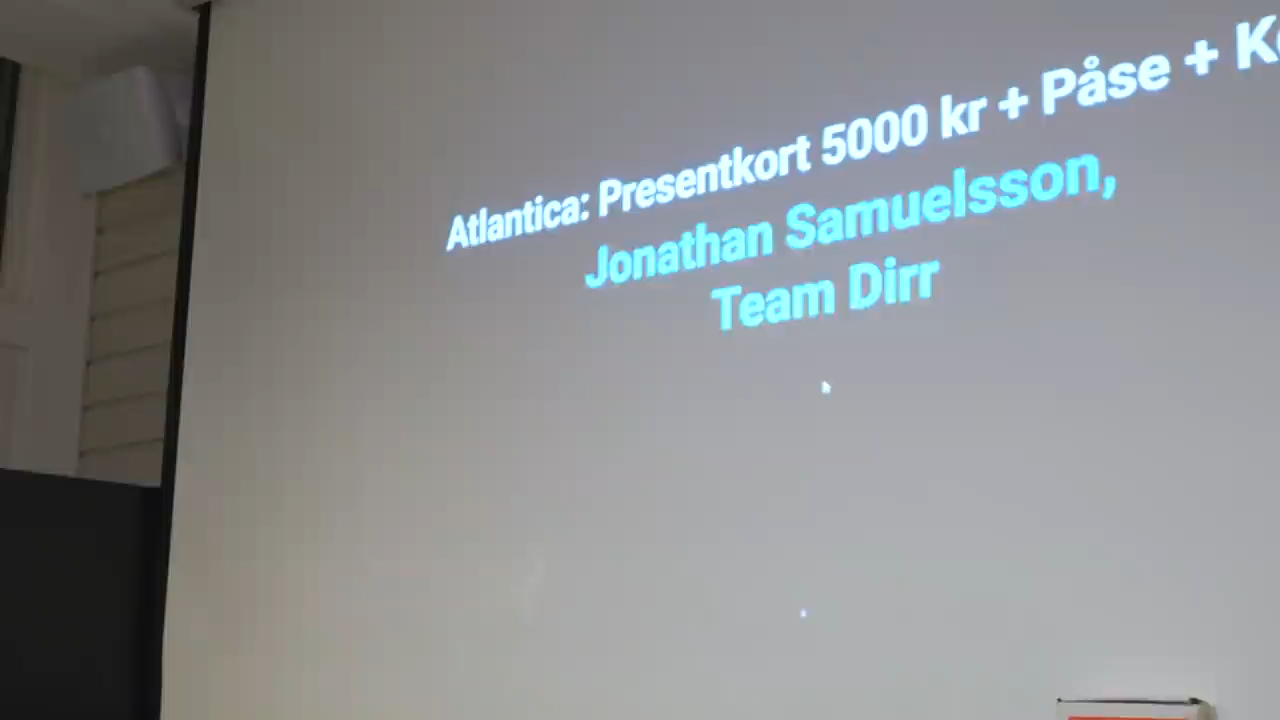 Atlantica: Presentkort 5000 kr + Påse +
Jonathan Samuelsson,
Team Dirr